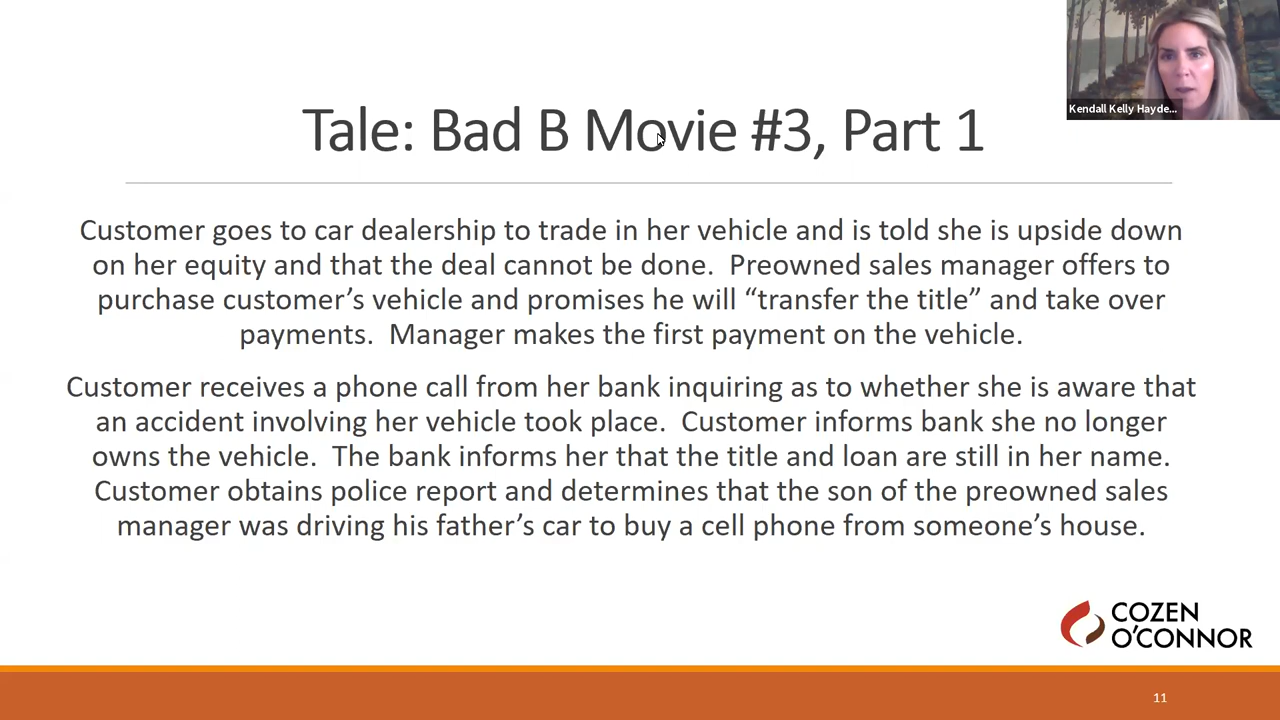 Kendall Kelly Hayde...
Tale: Bad B Movie #3, Part 1
Customer goes to car dealership to trade in her vehicle and is told she is upside down
on her equity and that the deal cannot be done.  Preowned sales manager offers to
purchase customer’s vehicle and promises he will “transfer the title” and take over
payments.  Manager makes the first payment on the vehicle.
Customer receives a phone call from her bank inquiring as to whether she is aware that
an accident involving her vehicle took place.  Customer informs bank she no longer
owns the vehicle.  The bank informs her that the title and loan are still in her name.
Customer obtains police report and determines that the son of the preowned sales
manager was driving his father’s car to buy a cell phone from someone’s house.
COZEN
O’CONNOR
11